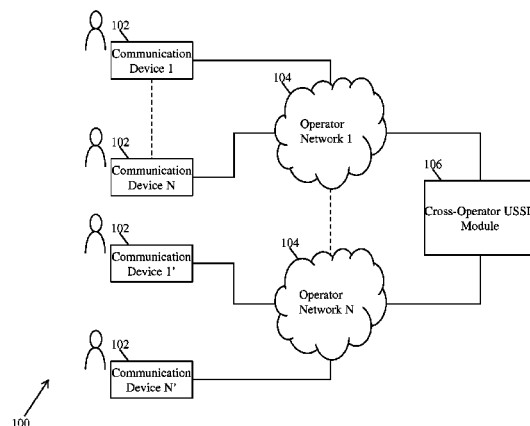 102
Communication
Device 1
104
Operator
Network 1
102
Communication
Device N
106
Cross-Operator USSD
Module
102
Communication
Device 1'
104
Operator
Network N
102
Communication
Device N'
100